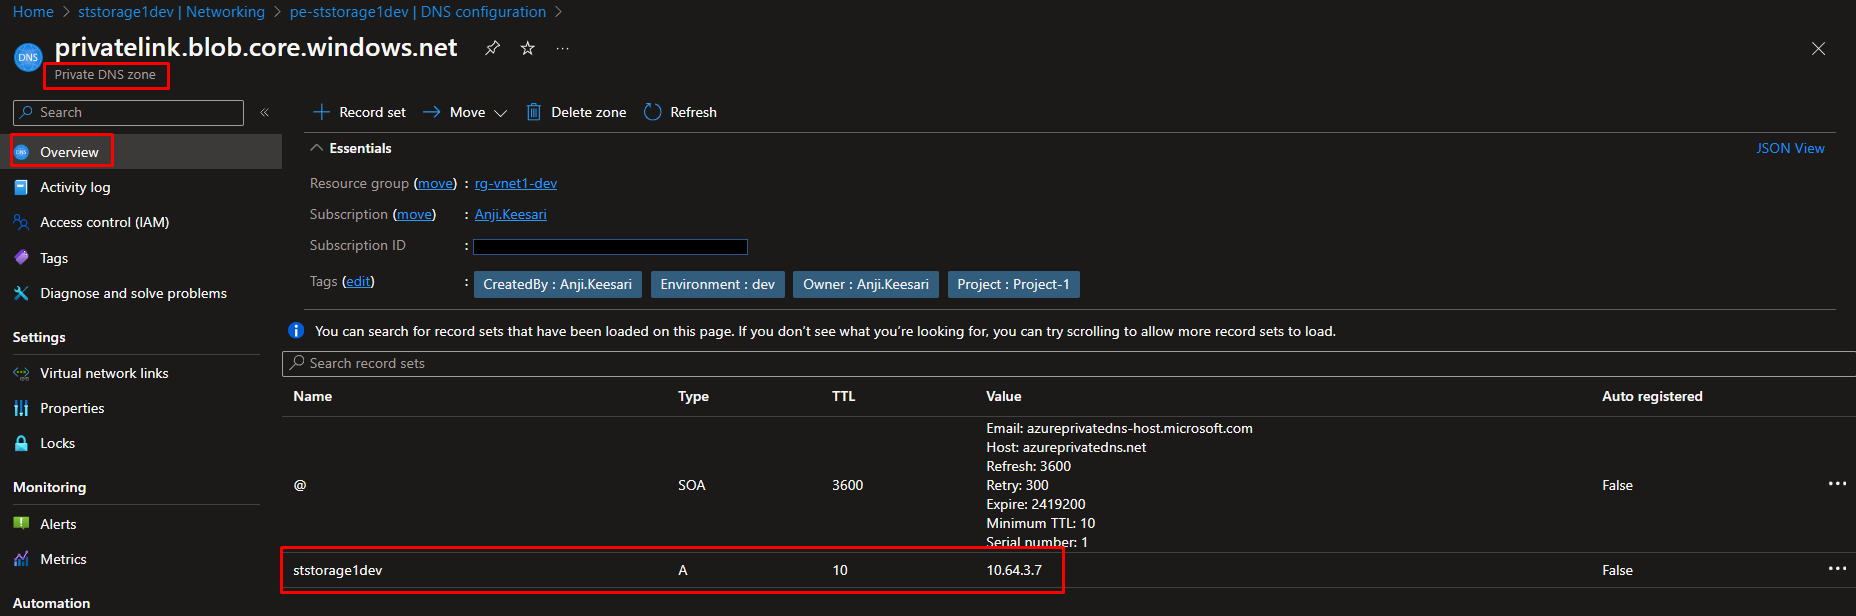 Home > ststorage1dev | Networking > pe-ststorage1dev | DNS configuration >
DNS
privatelink.blob.core.windows.net
Private DNS zone
Search
Overview
Activity log
Access control (IAM)
Tags
Diagnose and solve problems
Settings
Virtual network links
Properties
Locks
Monitoring
Alerts
Metrics
Automation
Record set Move Delete zone Refresh
Essentials JSON View
Resource group (move) : rg-vnet1-dev
Subscription (move) : Anji.Keesari
Subscription ID :
Tags (edit) : CreatedBy : Anji.Keesari Environment : dev Owner : Anji.Keesari Project : Project-1
You can search for record sets that have been loaded on this page. If you don't see what you're looking for, you can try scrolling to allow more record sets to load.
Search record sets
Name Type TTL Value Auto registered
@ SOA 3600 Email: azureprivatedns-host.microsoft.com
Host: azureprivatedns.net
Refresh: 3600
Retry: 300
Expire: 2419200
Minimum TTL: 10
Serial number: 1
False
ststorage1dev A 10 10.64.3.7 False